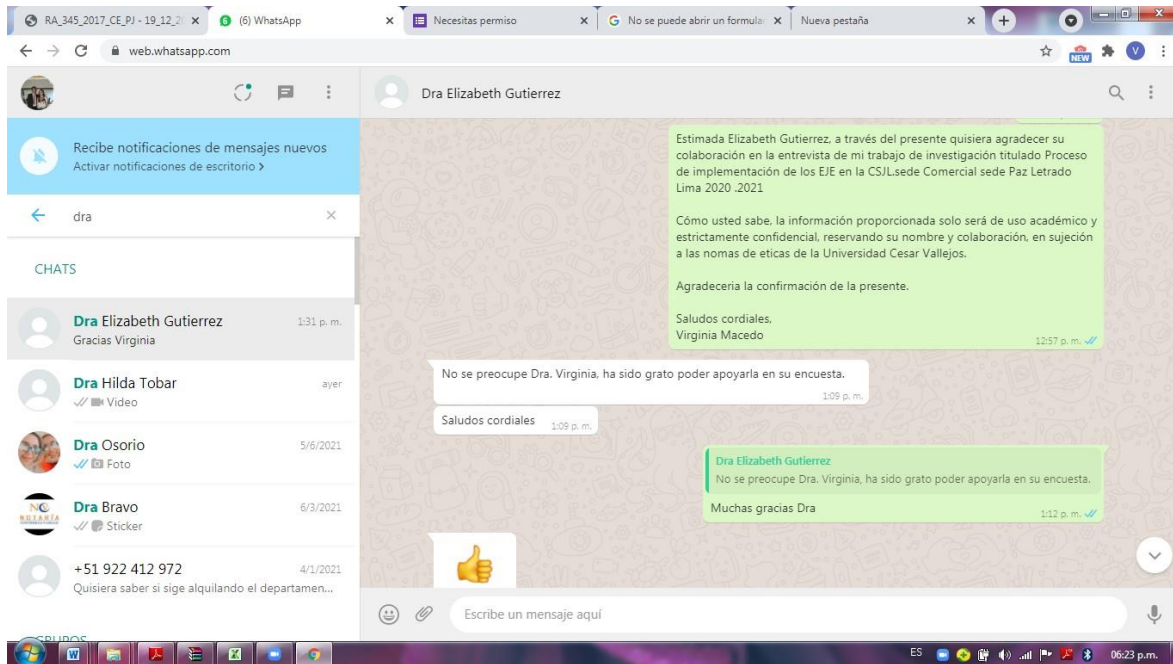 RA_345_2017_CE_PJ - 19_12_2
(6) WhatsApp
Necesitas permiso
No se puede abrir un formula
Nueva pestaña
web.whatsapp.com
NEW
V
Dra Elizabeth Gutierrez
Recibe notificaciones de mensajes nuevos
Activar notificaciones de escritorio >
dra
CHATS
Dra Elizabeth Gutierrez
1:31 p. m.
Gracias Virginia
Dra Hilda Tobar
ayer
Video
Dra Osorio
5/6/2021
Foto
NC
NOTARÍA
Dra Bravo
6/3/2021
Sticker
+51 922 412 972
4/1/2021
Quisiera saber si sige alquilando el departamen...
GRUPOS
Estimada Elizabeth Gutierrez, a través del presente quisiera agradecer su
colaboración en la entrevista de mi trabajo de investigación titulado Proceso
de implementación de los EJE en la CSJL.sede Comercial sede Paz Letrado
Lima 2020 .2021
Cómo usted sabe, la información proporcionada solo será de uso académico y
estrictamente confidencial, reservando su nombre y colaboración, en sujeción
a las nomas de eticas de la Universidad Cesar Vallejos.
Agradeceria la confirmación de la presente.
Saludos cordiales,
Virginia Macedo
12:57 p. m.
No se preocupe Dra. Virginia, ha sido grato poder apoyarla en su encuesta.
1:09 p. m.
Saludos cordiales
1:09 p. m.
Dra Elizabeth Gutierrez
No se preocupe Dra. Virginia, ha sido grato poder apoyarla en su encuesta.
Muchas gracias Dra
1:12 p. m.
Escribe un mensaje aquí
ES
06:23 p.m.